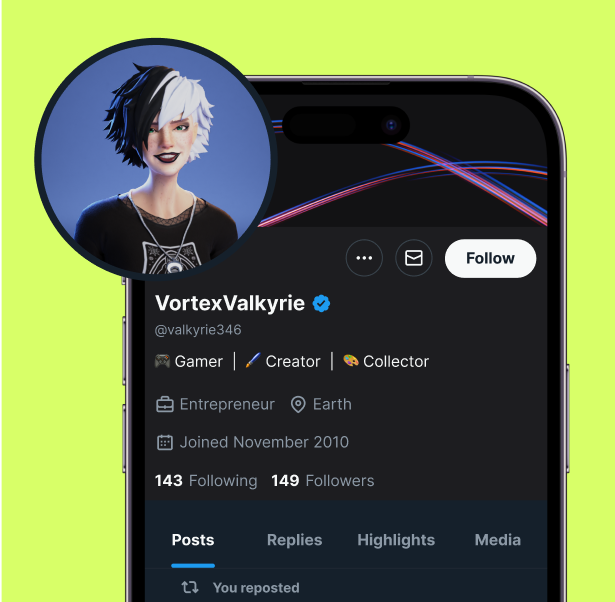 Follow
VortexValkyrie
@valkyrie346
🎮 Gamer | 🖌️ Creator | 🎨 Collector
Entrepreneur Earth
Joined November 2010
143 Following 149 Followers
Posts Replies Highlights Media
You reposted